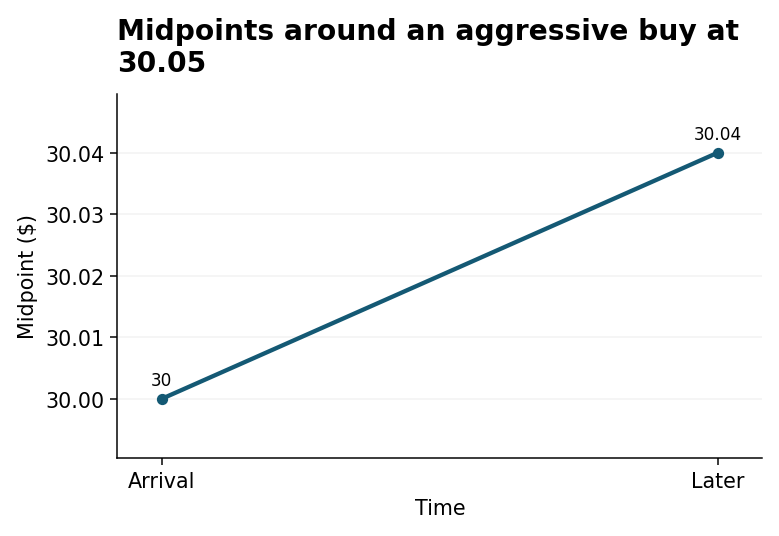 Midpoints around an aggressive buy at
30.05
30.04
30.03
30.02
30.01
30.00
Midpoint ($)
30
30.04
Arrival
Later
Time